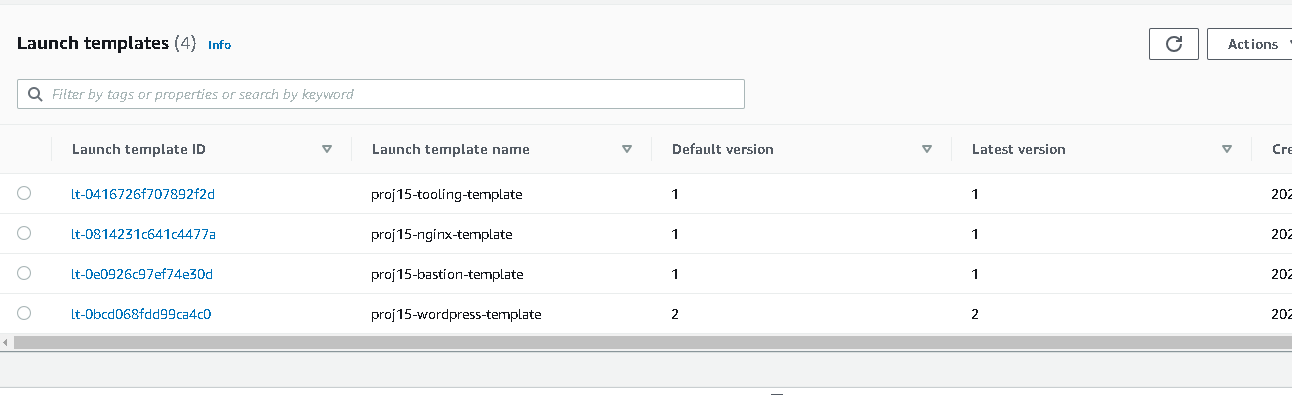 Launch templates (4) Info
Actions
Filter by tags or properties or search by keyword
Launch template ID Launch template name Default version Latest version Cre
lt-0416726f707892f2d proj15-tooling-template 1 1 202
lt-0814231c641c4477a proj15-nginx-template 1 1 202
lt-0e0926c97ef74e30d proj15-bastion-template 1 1 202
lt-0bcd068fdd99ca4c0 proj15-wordpress-template 2 2 202